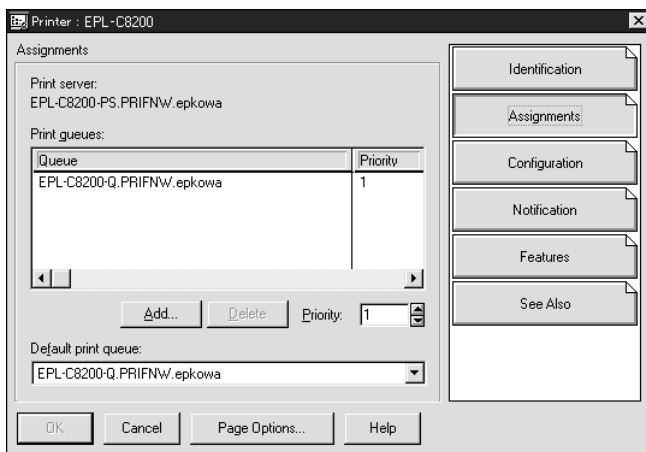 Printer : EPL-C8200
Assignments
Print server:
EPL-C8200-PS.PRIFNW.epkowa
Print queues:
Queue Priority
EPL-C8200-Q.PRIFNW.epkowa 1
Add... Delete Priority: 1
Default print queue:
EPL-C8200-Q.PRIFNW.epkowa
OK Cancel Page Options... Help
Identification
Assignments
Configuration
Notification
Features
See Also